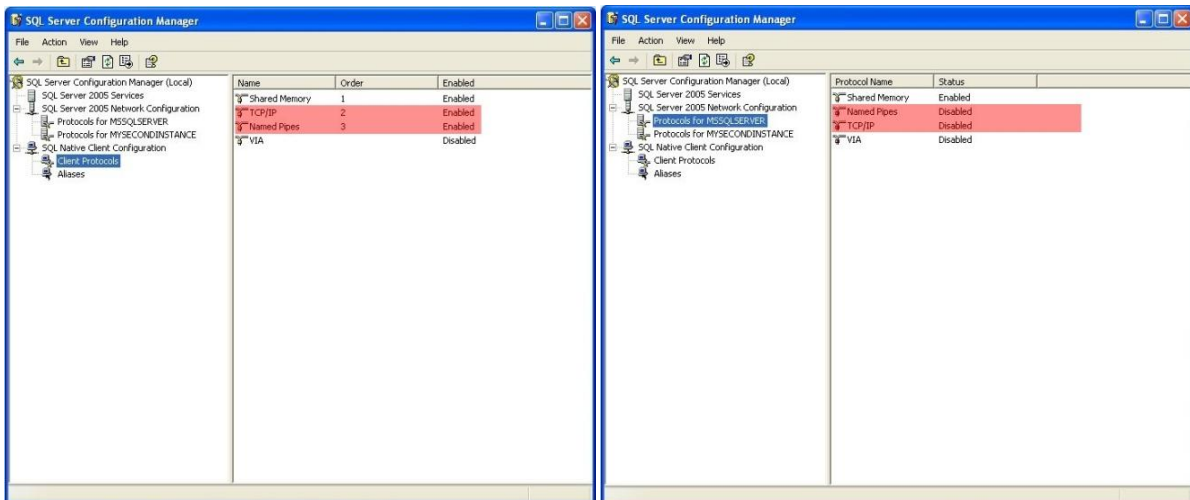 SQL Server Configuration Manager
File Action View Help
SQL Server Configuration Manager (Local)
SQL Server 2005 Services
SQL Server 2005 Network Configuration
Protocols for MSSQLSERVER
Protocols for MYSECONDINSTANCE
SQL Native Client Configuration
Client Protocols
Aliases
Name Order Enabled
Shared Memory 1 Enabled
TCP/IP 2 Enabled
Named Pipes 3 Enabled
VIA Disabled
SQL Server Configuration Manager
File Action View Help
SQL Server Configuration Manager (Local)
SQL Server 2005 Services
SQL Server 2005 Network Configuration
Protocols for MSSQLSERVER
Protocols for MYSECONDINSTANCE
SQL Native Client Configuration
Client Protocols
Aliases
Protocol Name Status
Shared Memory Enabled
Named Pipes Disabled
TCP/IP Disabled
VIA Disabled